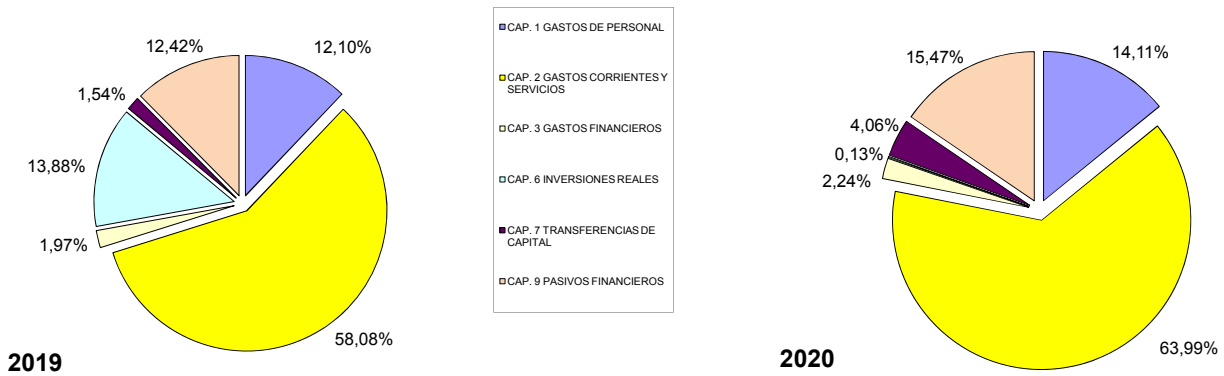 12,42%
12,10%
1,54%
13,88%
1,97%
58,08%
2019
CAP. 1 GASTOS DE PERSONAL
CAP. 2 GASTOS CORRIENTES Y
SERVICIOS
CAP. 3 GASTOS FINANCIEROS
CAP. 6 INVERSIONES REALES
CAP. 7 TRANSFERENCIAS DE
CAPITAL
CAP. 9 PASIVOS FINANCIEROS
15,47%
14,11%
4,06%
0,13%
2,24%
63,99%
2020